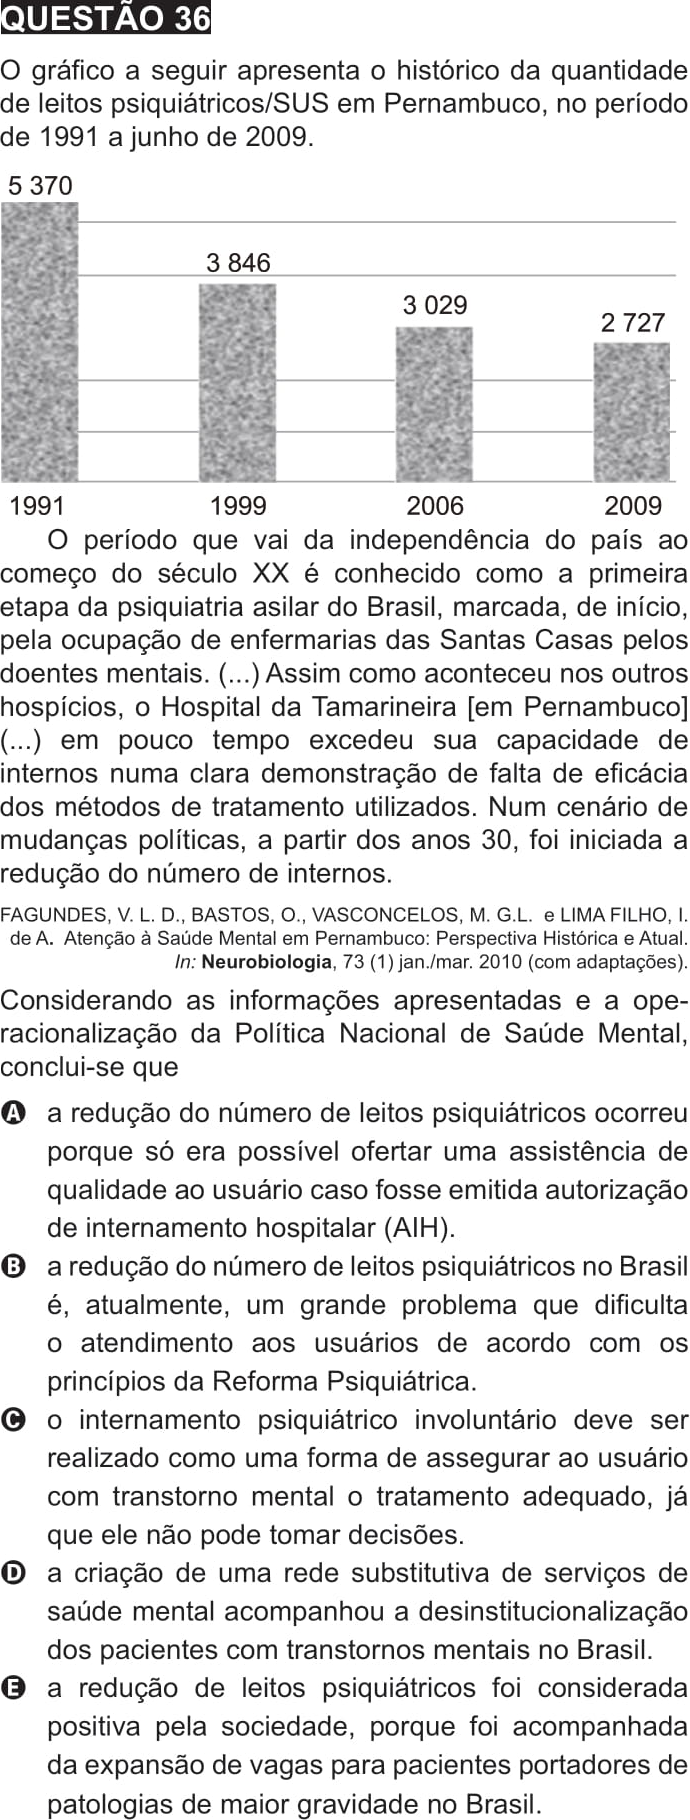 QUESTÃO 36
O gráfico a seguir apresenta o histórico da quantidade
de leitos psiquiátricos/SUS em Pernambuco, no período
de 1991 a junho de 2009.
5 370
3 846
3 029
2 727
1991 1999 2006 2009
O período que vai da independência do país ao
começo do século XX é conhecido como a primeira
etapa da psiquiatria asilar do Brasil, marcada, de início,
pela ocupação de enfermarias das Santas Casas pelos
doentes mentais. (...) Assim como aconteceu nos outros
hospícios, o Hospital da Tamarineira [em Pernambuco]
(...) em pouco tempo excedeu sua capacidade de
internos numa clara demonstração de falta de eficácia
dos métodos de tratamento utilizados. Num cenário de
mudanças políticas, a partir dos anos 30, foi iniciada a
redução do número de internos.
FAGUNDES, V. L. D., BASTOS, O., VASCONCELOS, M. G.L. e LIMA FILHO, I.
de A. Atenção à Saúde Mental em Pernambuco: Perspectiva Histórica e Atual.
In: Neurobiologia, 73 (1) jan./mar. 2010 (com adaptações).
Considerando as informações apresentadas e a ope-
racionalização da Política Nacional de Saúde Mental,
conclui-se que
A a redução do número de leitos psiquiátricos ocorreu
porque só era possível ofertar uma assistência de
qualidade ao usuário caso fosse emitida autorização
de internamento hospitalar (AIH).
B a redução do número de leitos psiquiátricos no Brasil
é, atualmente, um grande problema que dificulta
o atendimento aos usuários de acordo com os
princípios da Reforma Psiquiátrica.
C o internamento psiquiátrico involuntário deve ser
realizado como uma forma de assegurar ao usuário
com transtorno mental o tratamento adequado, já
que ele não pode tomar decisões.
D a criação de uma rede substitutiva de serviços de
saúde mental acompanhou a desinstitucionalização
dos pacientes com transtornos mentais no Brasil.
E a redução de leitos psiquiátricos foi considerada
positiva pela sociedade, porque foi acompanhada
da expansão de vagas para pacientes portadores de
patologias de maior gravidade no Brasil.